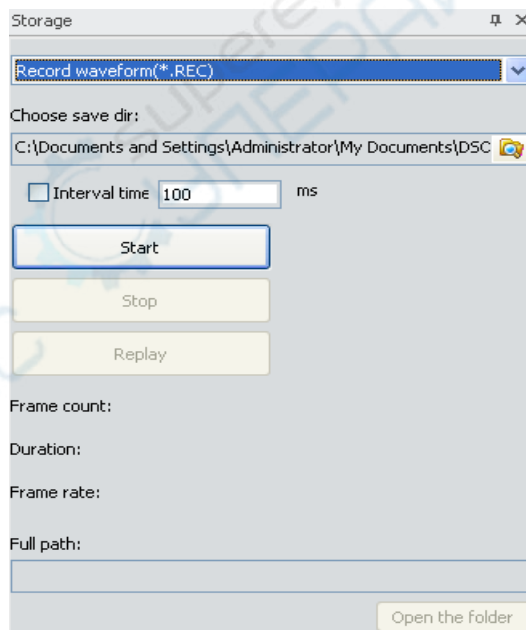 Storage
Record waveform(*.REC)
Choose save dir:
C:\Documents and Settings\Administrator\My Documents\DSC
Interval time 100 ms
Start
Stop
Replay
Frame count:
Duration:
Frame rate:
Full path:
Open the folder